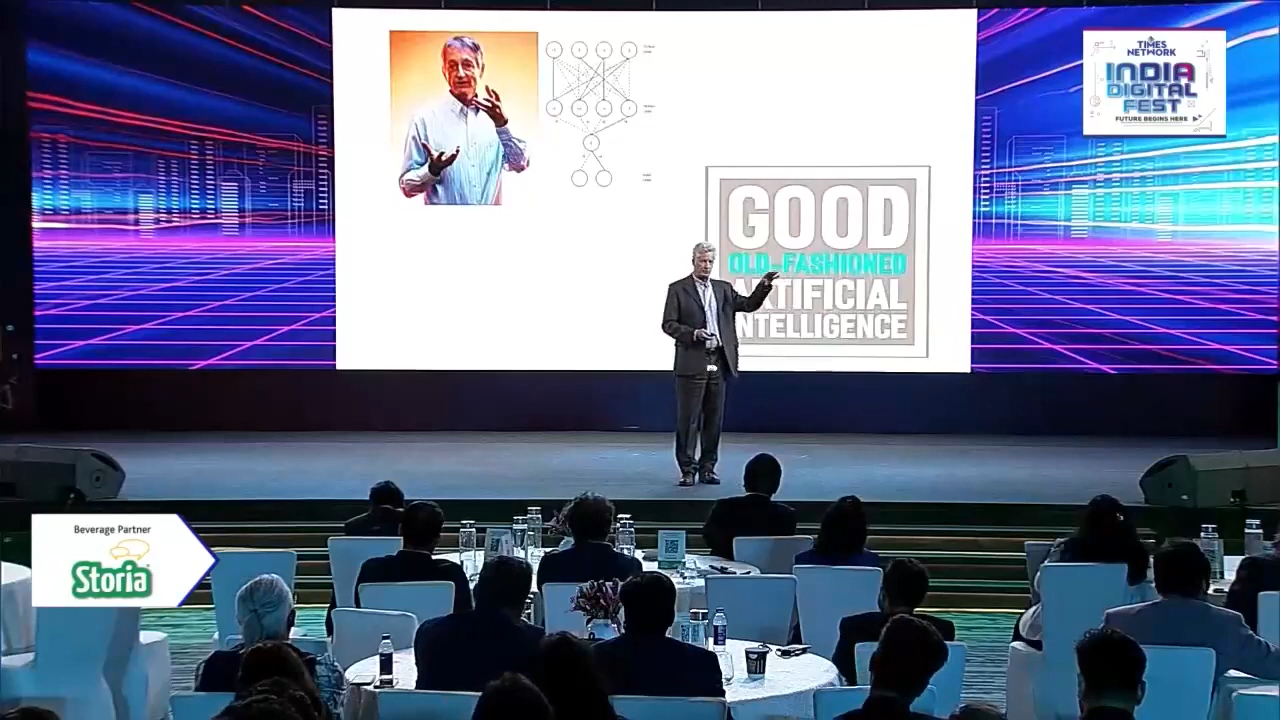 TIMES
NETWORK
INDIA
DIGITAL
FEST
FUTURE BEGINS HERE
GOOD
OLD-FASHIONED
ARTIFICIAL
INTELLIGENCE
Beverage Partner
Storia